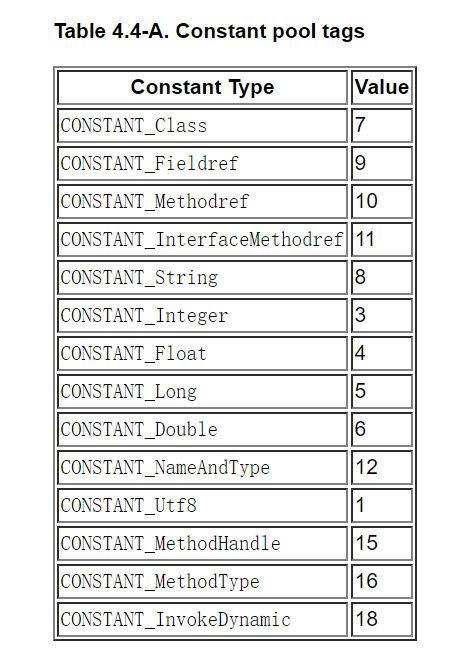 Table 4.4-A. Constant pool tags
Constant Type Value
CONSTANT_Class 7
CONSTANT_Fieldref 9
CONSTANT_Methodref 10
CONSTANT_InterfaceMethodref 11
CONSTANT_String 8
CONSTANT_Integer 3
CONSTANT_Float 4
CONSTANT_Long 5
CONSTANT_Double 6
CONSTANT_NameAndType 12
CONSTANT_Utf8 1
CONSTANT_MethodHandle 15
CONSTANT_MethodType 16
CONSTANT_InvokeDynamic 18